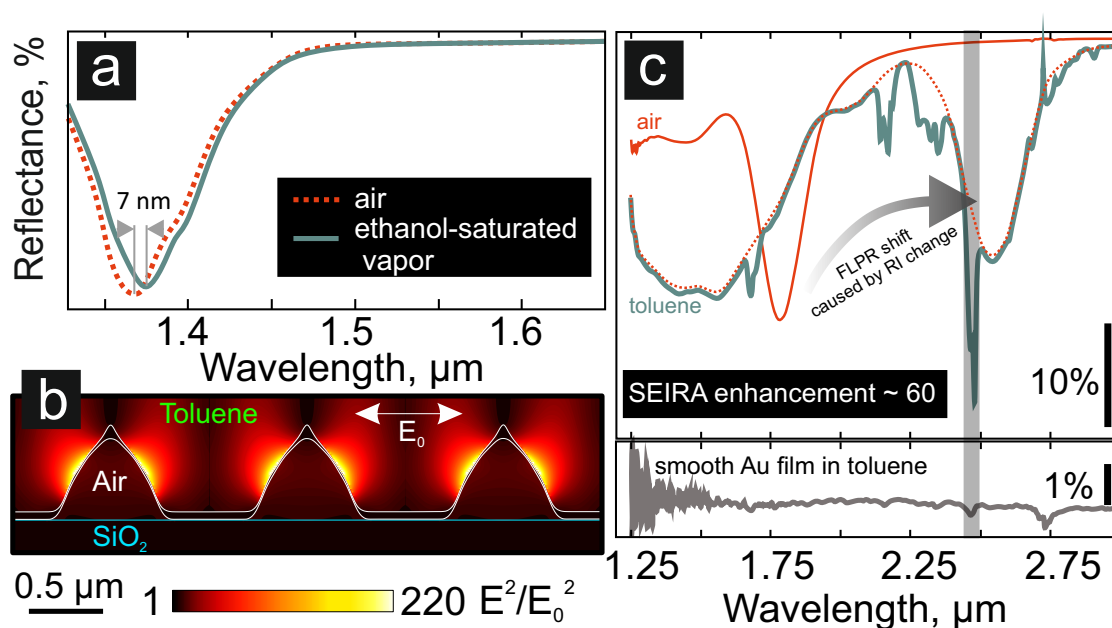 a
Reflectance, %
7 nm
air
ethanol-saturated
vapor
1.4
1.5
1.6
Wavelength, µm
b
Toluene
E₀
Air
SiO₂
0.5 µm
1
220
E²/E₀²
c
air
toluene
FLPR shift
caused by RI change
SEIRA enhancement ~ 60
10%
smooth Au film in toluene
1%
1.25
1.75
2.25
2.75
Wavelength, µm